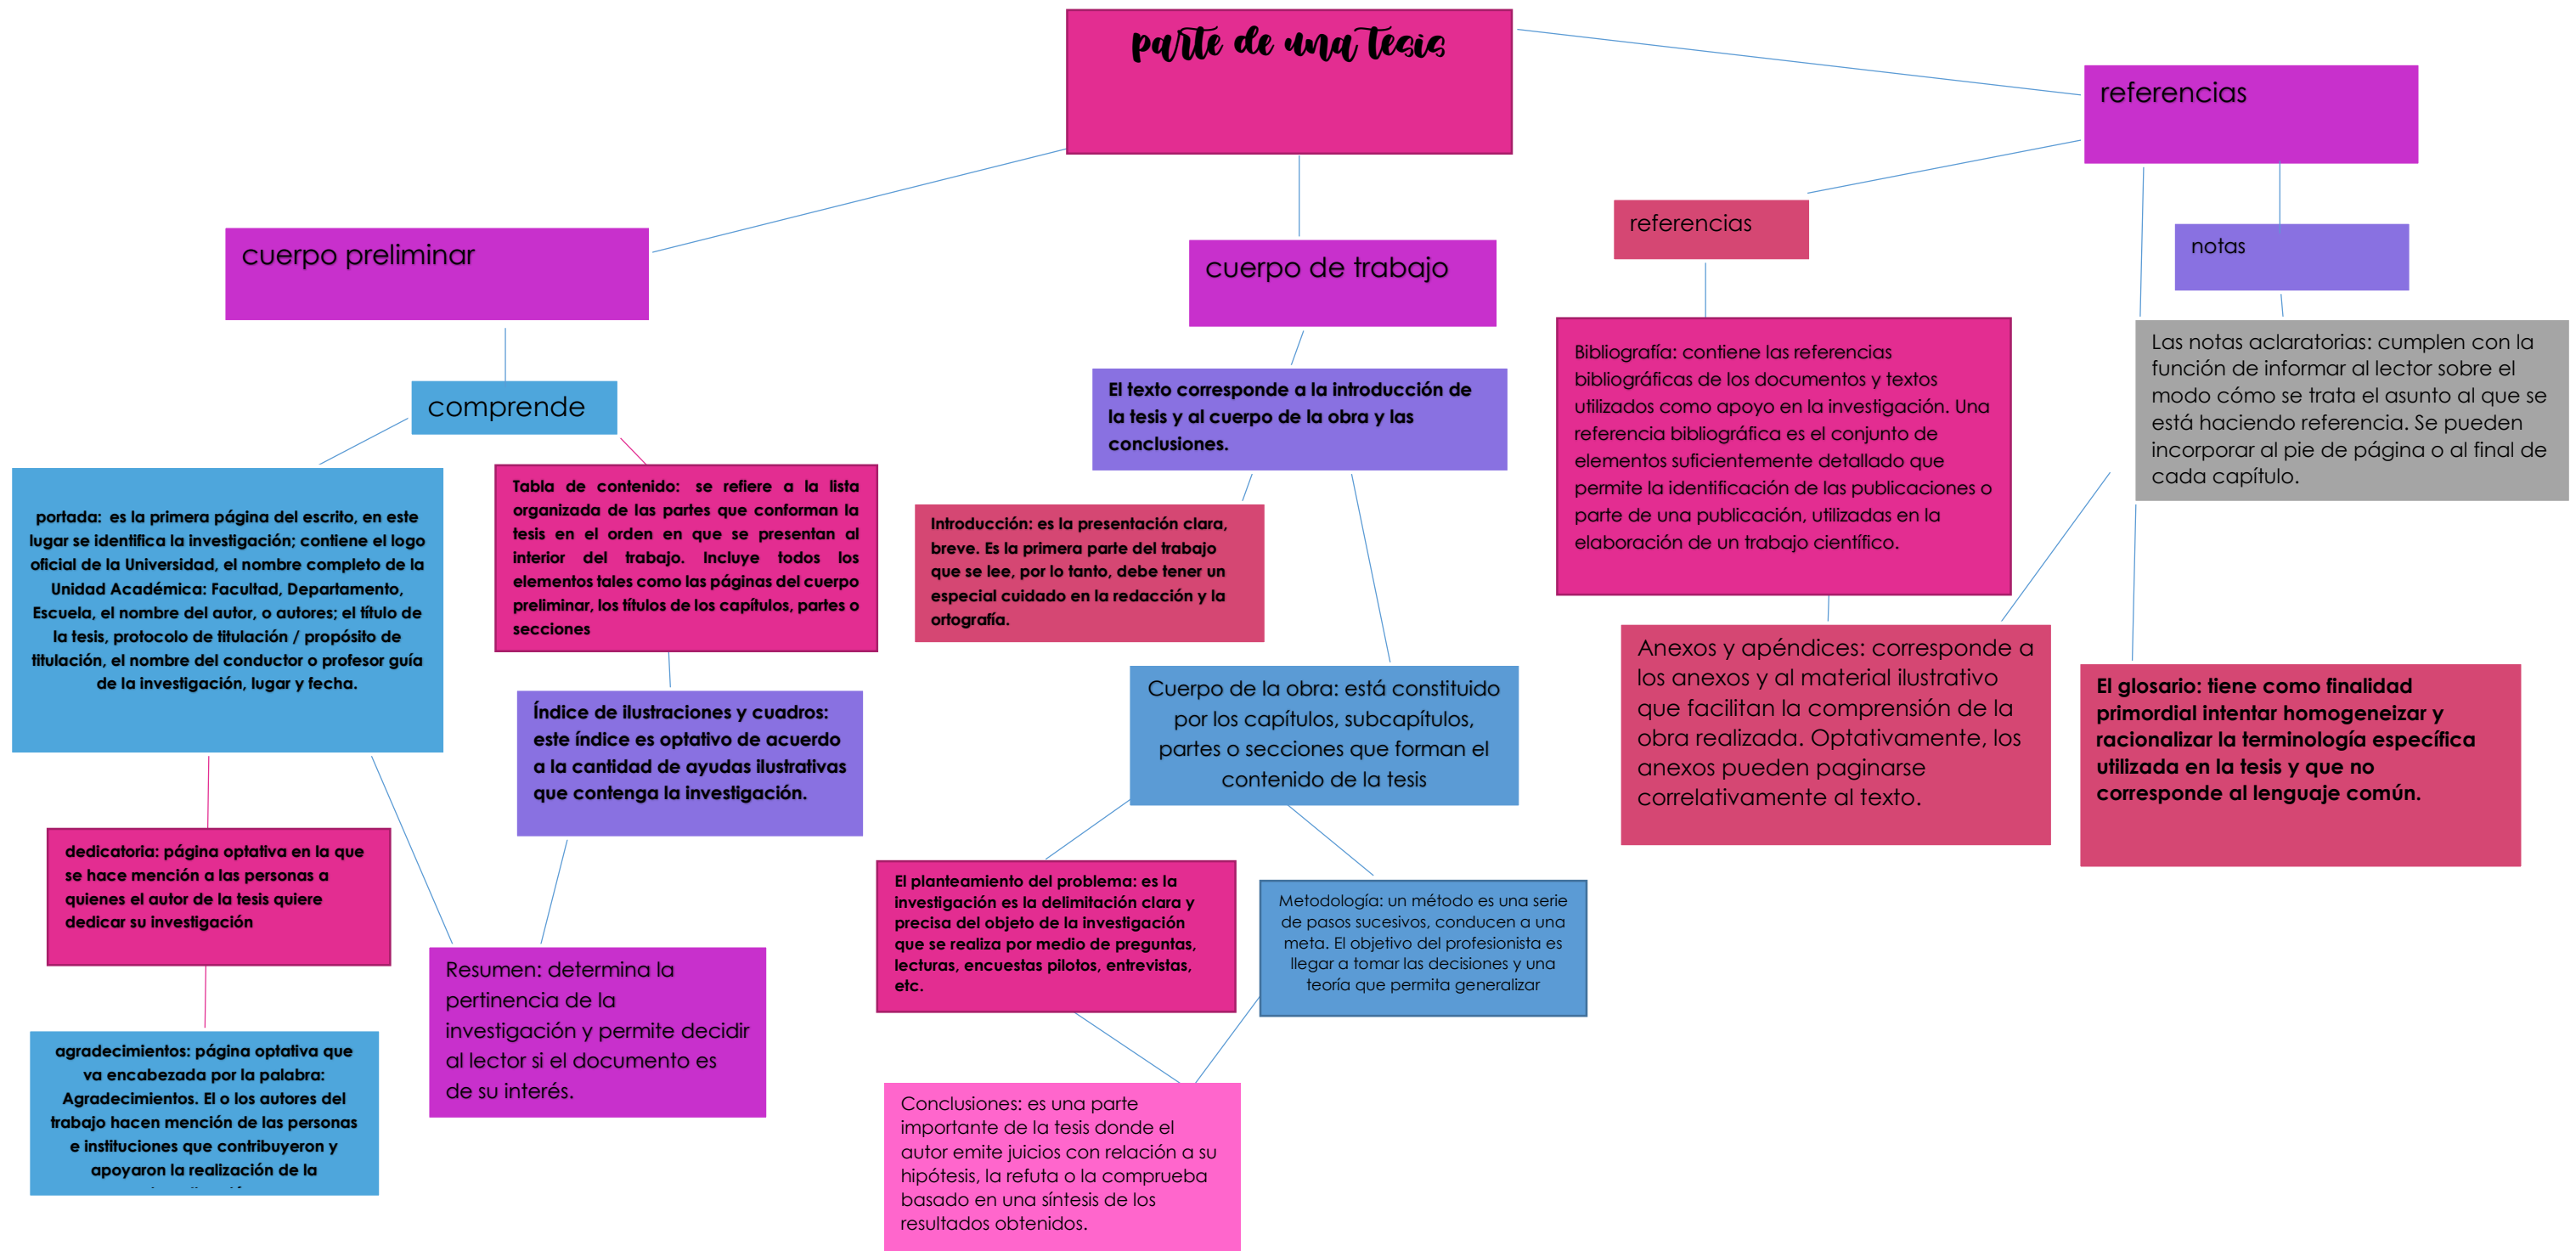 parte de una tesis
referencias
cuerpo preliminar
comprende
portada: es la primera página del escrito, en este
lugar se identifica la investigación; contiene el logo
oficial de la Universidad, el nombre completo de la
Unidad Académica: Facultad, Departamento,
Escuela, el nombre del autor, o autores; el título de
la tesis, protocolo de titulación / propósito de
titulación, el nombre del conductor o profesor guía
de la investigación, lugar y fecha.
dedicatoria: página optativa en la que
se hace mención a las personas a
quienes el autor de la tesis quiere
dedicar su investigación
agradecimientos: página optativa que
va encabezada por la palabra:
Agradecimientos. El o los autores del
trabajo hacen mención de las personas
e instituciones que contribuyeron y
apoyaron la realización de la
Tabla de contenido: se refiere a la lista
organizada de las partes que conforman la
tesis en el orden en que se presentan al
interior del trabajo. Incluye todos los
elementos tales como las páginas del cuerpo
preliminar, los títulos de los capítulos, partes o
secciones
Índice de ilustraciones y cuadros:
este índice es optativo de acuerdo
a la cantidad de ayudas ilustrativas
que contenga la investigación.
Resumen: determina la
pertinencia de la
investigación y permite decidir
al lector si el documento es
de su interés.
cuerpo de trabajo
El texto corresponde a la introducción de
la tesis y al cuerpo de la obra y las
conclusiones.
Introducción: es la presentación clara,
breve. Es la primera parte del trabajo
que se lee, por lo tanto, debe tener un
especial cuidado en la redacción y la
ortografía.
Cuerpo de la obra: está constituido
por los capítulos, subcapítulos,
partes o secciones que forman el
contenido de la tesis
El planteamiento del problema: es la
investigación es la delimitación clara y
precisa del objeto de la investigación
que se realiza por medio de preguntas,
lecturas, encuestas pilotos, entrevistas,
etc.
Metodología: un método es una serie
de pasos sucesivos, conducen a una
meta. El objetivo del profesionista es
llegar a tomar las decisiones y una
teoría que permita generalizar
Conclusiones: es una parte
importante de la tesis donde el
autor emite juicios con relación a su
hipótesis, la refuta o la comprueba
basado en una síntesis de los
resultados obtenidos.
referencias
Bibliografía: contiene las referencias
bibliográficas de los documentos y textos
utilizados como apoyo en la investigación. Una
referencia bibliográfica es el conjunto de
elementos suficientemente detallado que
permite la identificación de las publicaciones o
parte de una publicación, utilizadas en la
elaboración de un trabajo científico.
Anexos y apéndices: corresponde a
los anexos y al material ilustrativo
que facilitan la comprensión de la
obra realizada. Optativamente, los
anexos pueden paginarse
correlativamente al texto.
notas
Las notas aclaratorias: cumplen con la
función de informar al lector sobre el
modo cómo se trata el asunto al que se
está haciendo referencia. Se pueden
incorporar al pie de página o al final de
cada capítulo.
El glosario: tiene como finalidad
primordial intentar homogeneizar y
racionalizar la terminología específica
utilizada en la tesis y que no
corresponde al lenguaje común.